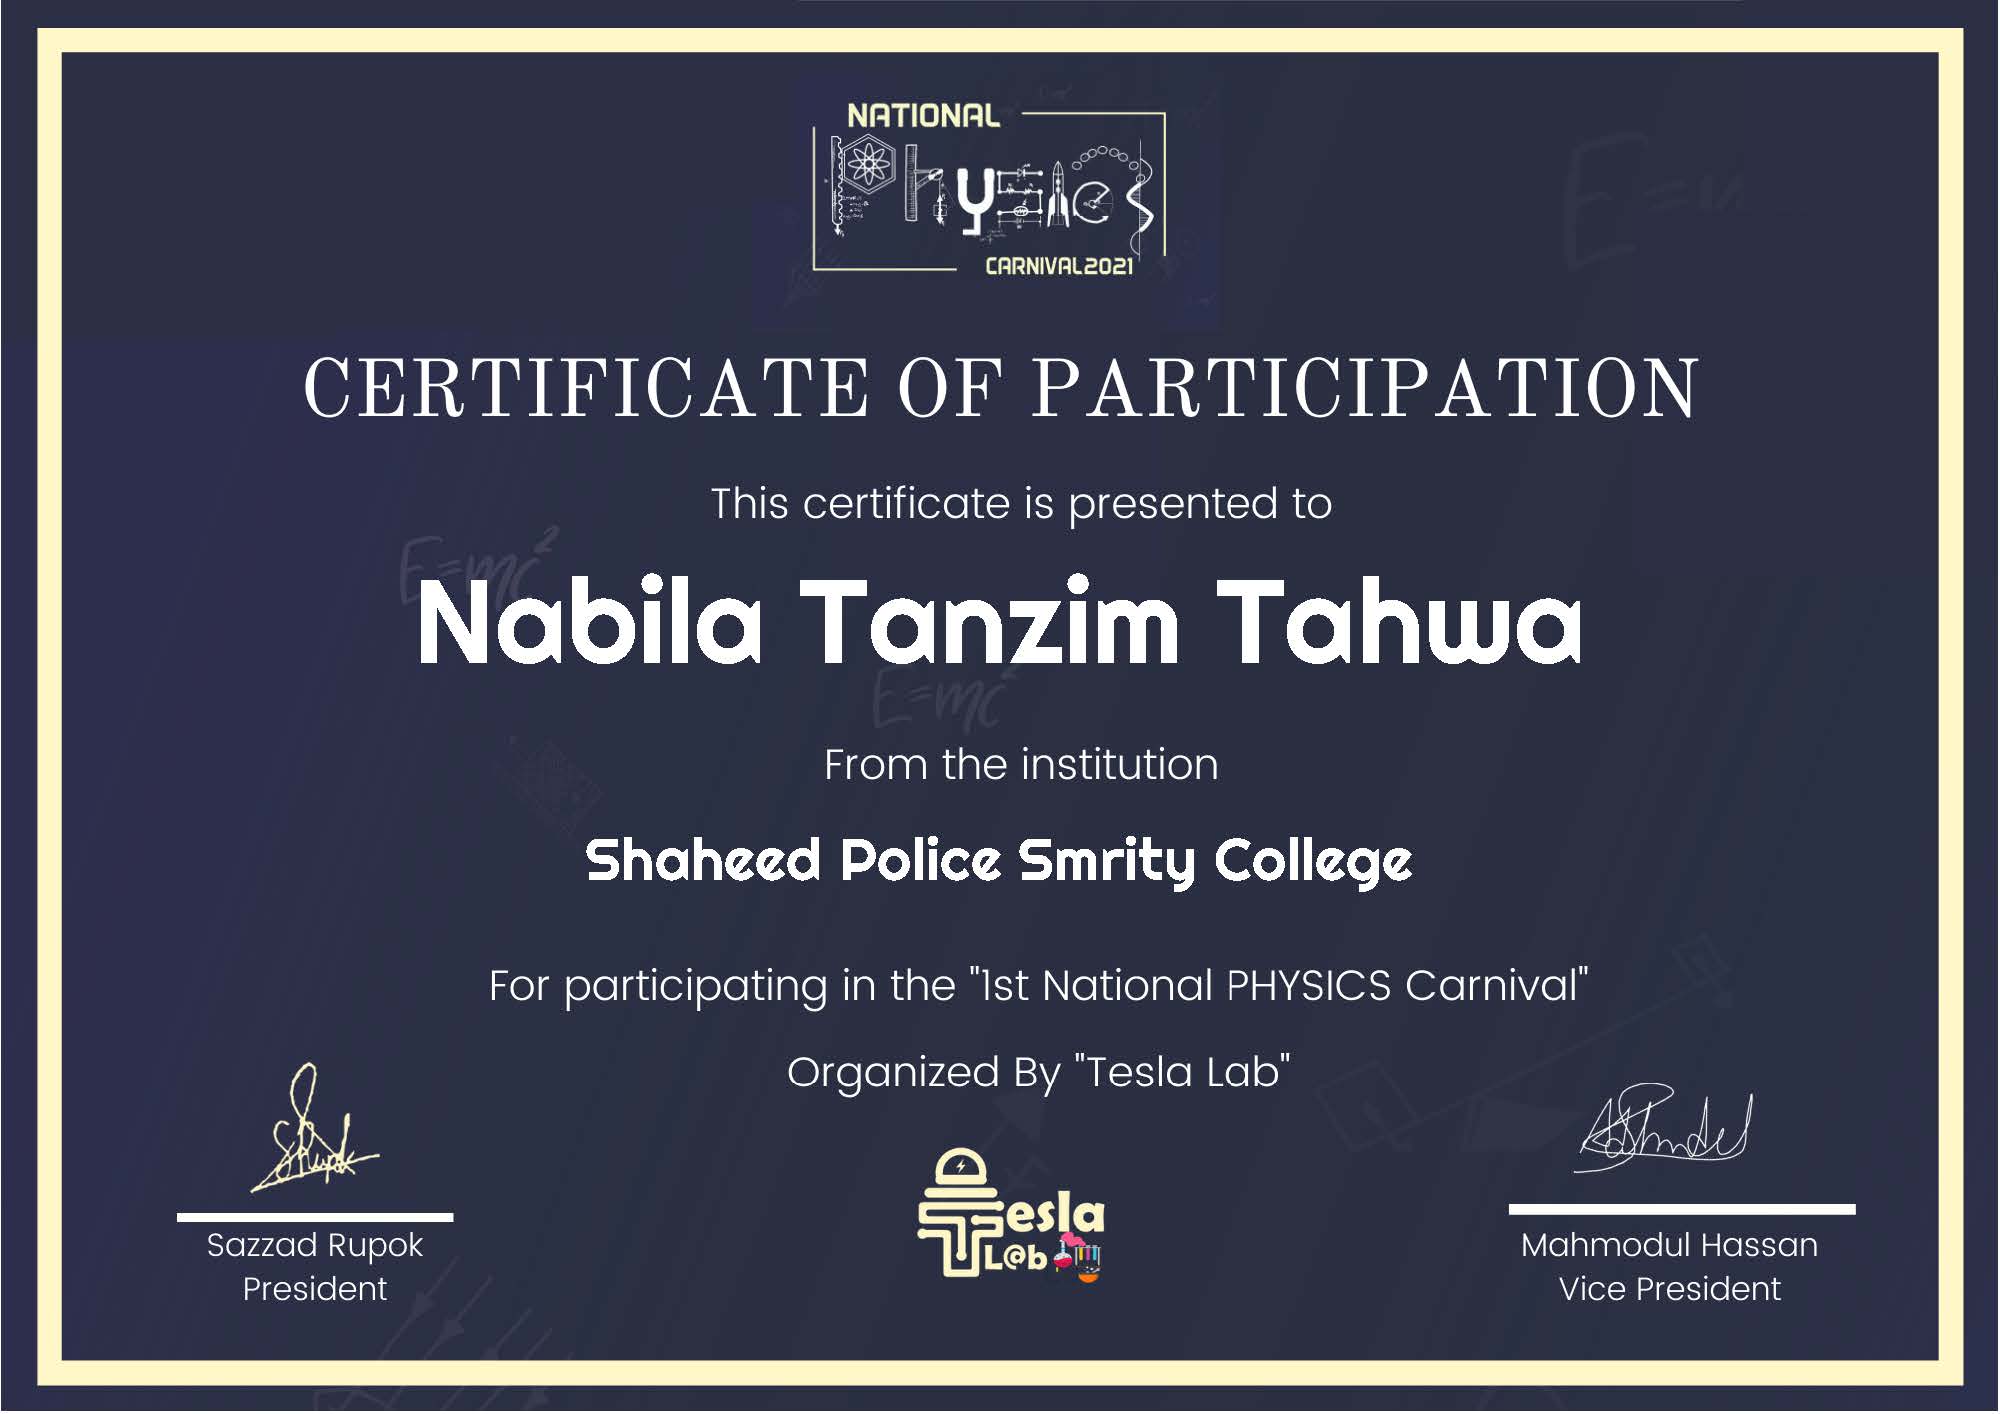 NATIONAL
Physics
CARNIVAL2021
CERTIFICATE OF PARTICIPATION
This certificate is presented to
E=mc²
Nabila Tanzim Tahwa
E=mc²
From the institution
Shaheed Police Smrity College
For participating in the "1st National PHYSICS Carnival"
Organized By "Tesla Lab"
Tesla
L@b
Sazzad Rupok
President
Mahmodul Hassan
Vice President